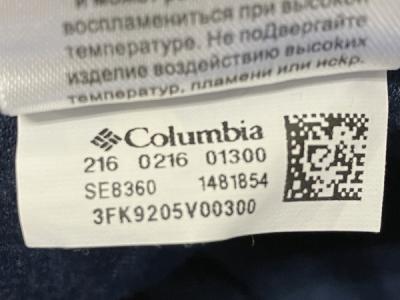 и может
воспламениться при высокой
температуре. Не подвергайте
изделие воздействию высоких
температур, пламени или искр.
Columbia
216 0216 01300
SE8360 1481854
3FK9205V00300